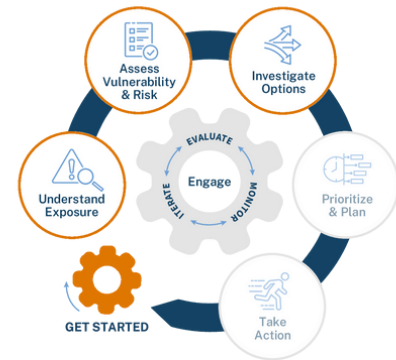 Assess
Vulnerability
& Risk
Investigate
Options
EVALUATE
Engage
ITERATE
MONITOR
Understand
Exposure
Prioritize
& Plan
GET STARTED
Take
Action